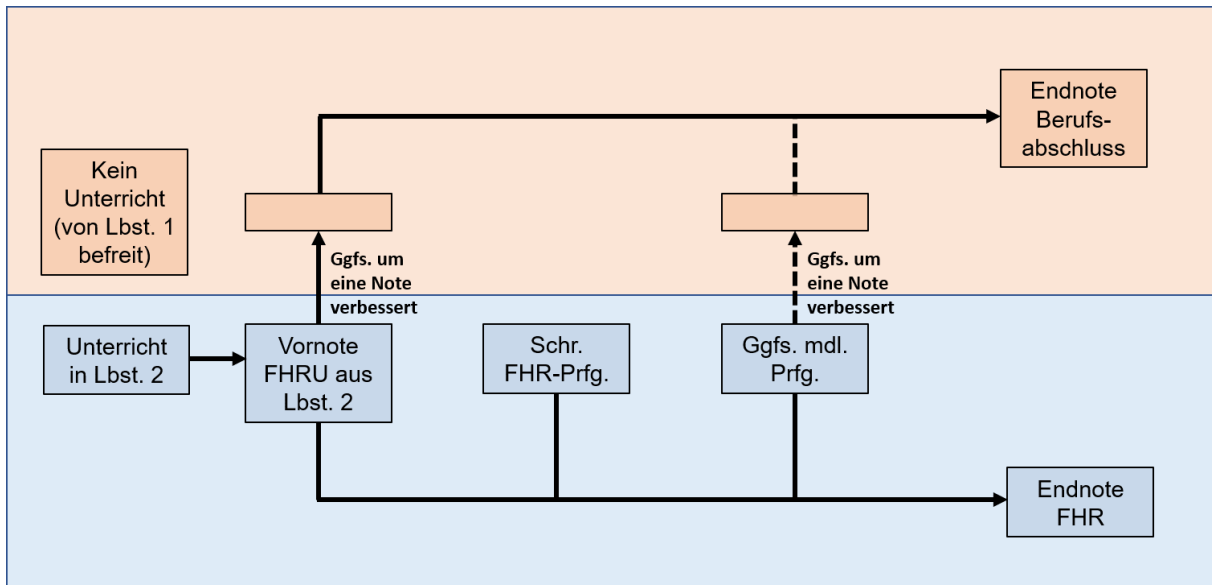 Endnote
Berufs-
abschluss
Kein
Unterricht
(von Lbst. 1
befreit)
Ggfs. um
eine Note
verbessert
Ggfs. um
eine Note
verbessert
Unterricht
in Lbst. 2
Vornote
FHRU aus
Lbst. 2
Schr.
FHR-Prfg.
Ggfs. mdl.
Prfg.
Endnote
FHR